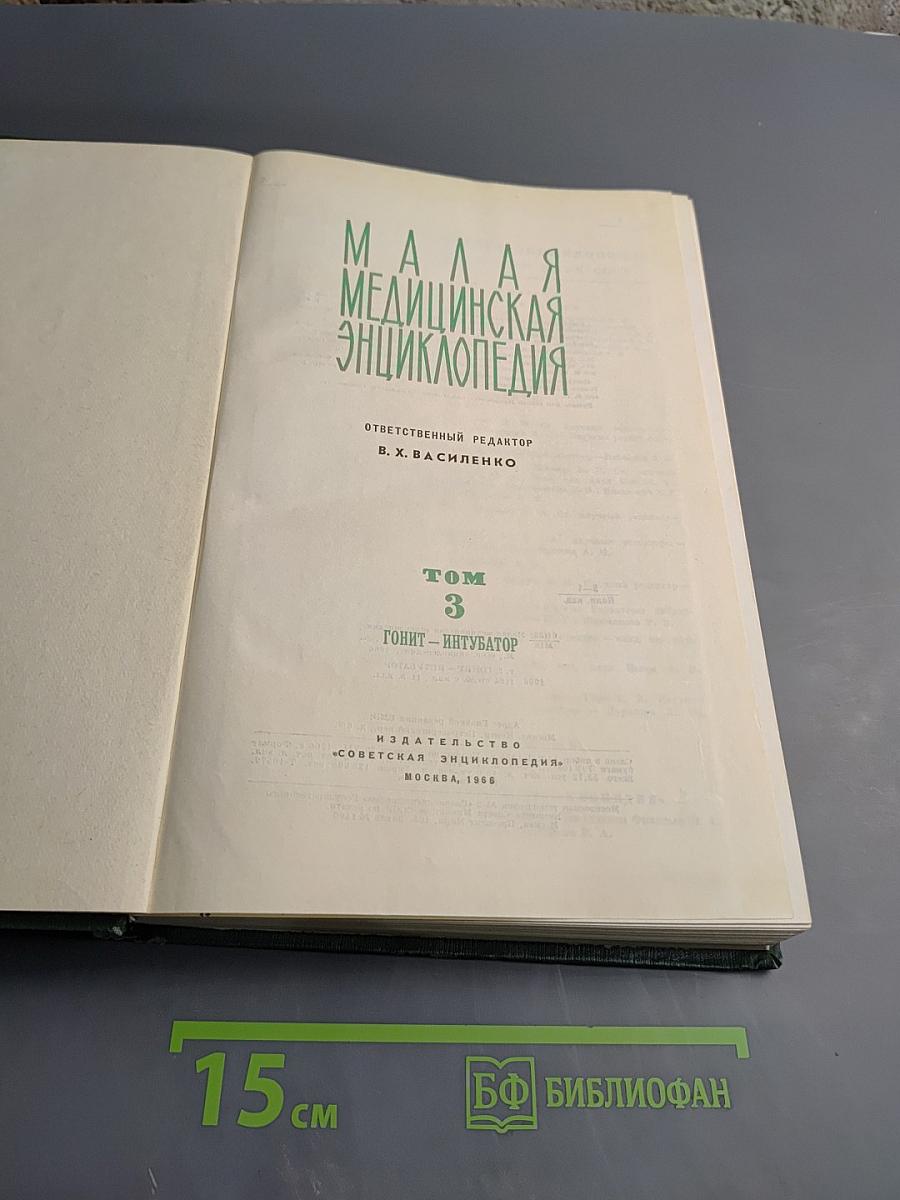 МАЛАЯ
МЕДИЦИНСКАЯ
ЭНЦИКЛОПЕДИЯ
ОТВЕТСТВЕННЫЙ РЕДАКТОР
В. Х. ВАСИЛЕНКО
ТОМ
3
ГОНИТ — ИНТУБАТОР
ИЗДАТЕЛЬСТВО
«СОВЕТСКАЯ ЭНЦИКЛОПЕДИЯ»
МОСКВА, 1966
15 см
БФ БИБЛИОФАН